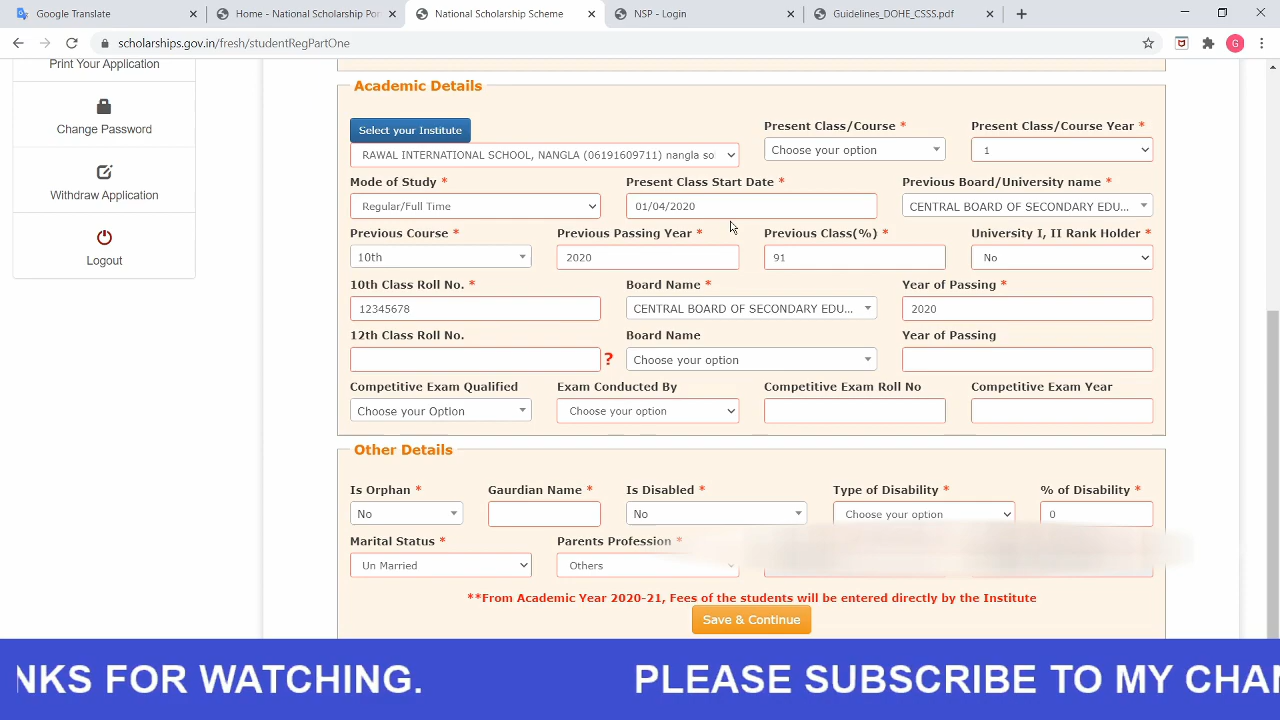 Google Translate
Home - National Scholarship Por
National Scholarship Scheme
NSP - Login
Guidelines_DOHE_CSSS.pdf
scholarships.gov.in/fresh/studentRegPartOne
G
Print Your Application
Change Password
Withdraw Application
Logout
Academic Details
Select your Institute
Present Class/Course *
Present Class/Course Year *
RAWAL INTERNATIONAL SCHOOL, NANGLA (06191609711) nangla so
Choose your option
1
Mode of Study *
Present Class Start Date *
Previous Board/University name *
Regular/Full Time
01/04/2020
CENTRAL BOARD OF SECONDARY EDU...
Previous Course *
Previous Passing Year *
Previous Class(%) *
University I, II Rank Holder *
10th
2020
91
No
10th Class Roll No. *
Board Name *
Year of Passing *
12345678
CENTRAL BOARD OF SECONDARY EDU...
2020
12th Class Roll No.
Board Name
Year of Passing
?
Choose your option
Competitive Exam Qualified
Exam Conducted By
Competitive Exam Roll No
Competitive Exam Year
Choose your Option
Choose your option
Other Details
Is Orphan *
Gaurdian Name *
Is Disabled *
Type of Disability *
% of Disability *
No
No
Choose your option
0
Marital Status *
Parents Profession *
Un Married
Others
**From Academic Year 2020-21, Fees of the students will be entered directly by the Institute
Save & Continue
NKS FOR WATCHING. PLEASE SUBSCRIBE TO MY CHAN